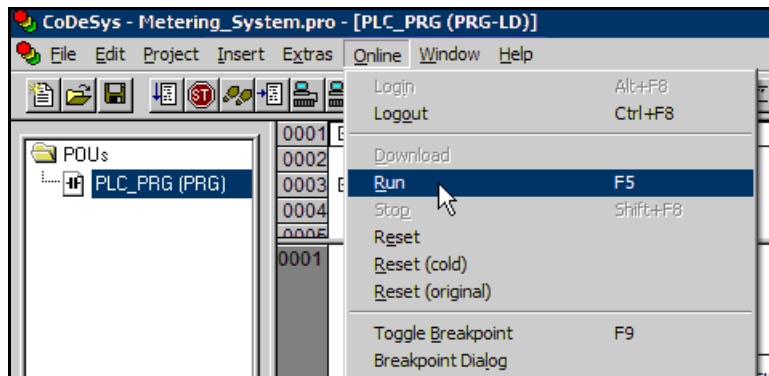 CoDeSys - Metering_System.pro - [PLC_PRG (PRG-LD)]
File Edit Project Insert Extras Online Window Help
Login Alt+F8
Logout Ctrl+F8
Download
Run F5
Stop Shift+F8
Reset
Reset (cold)
Reset (original)
Toggle Breakpoint F9
Breakpoint Dialog
ST
POUs
PLC_PRG (PRG)
0001
0002
0003
0004
0005
0001